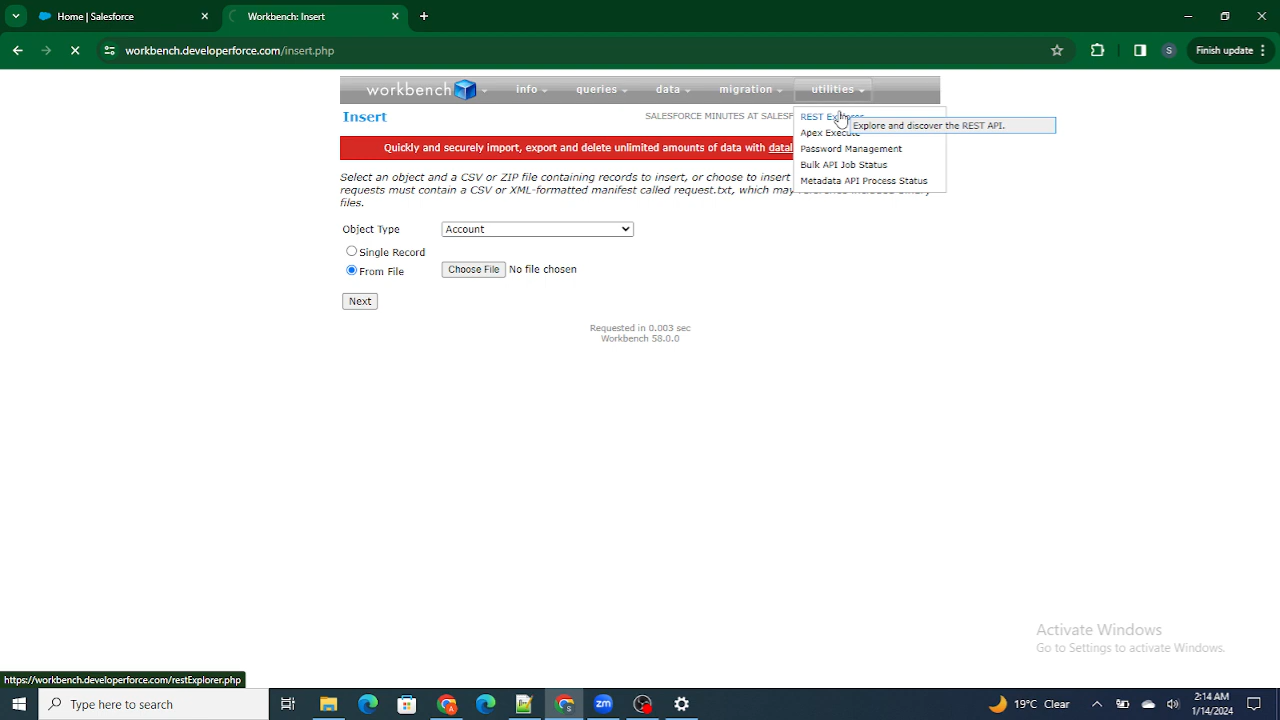 Home | Salesforce
Workbench: Insert
workbench.developerforce.com/insert.php
S
Finish update
workbench
info
queries
data
migration
utilities
Insert
SALESFORCE MINUTES AT SALESF
REST
Explore and discover the REST API.
Apex Execute
Password Management
Bulk API Job Status
Metadata API Process Status
Quickly and securely import, export and delete unlimited amounts of data with datal
Select an object and a CSV or ZIP file containing records to insert, or choose to insert
requests must contain a CSV or XML-formatted manifest called request.txt, which may
files.
Object Type
Account
Single Record
From File
Choose File No file chosen
Next
Requested in 0.003 sec
Workbench 58.0.0
Activate Windows
Go to Settings to activate Windows.
https://workbench.developerforce.com/restExplorer.php
Type here to search
zm
19°C Clear
2:14 AM
1/14/2024